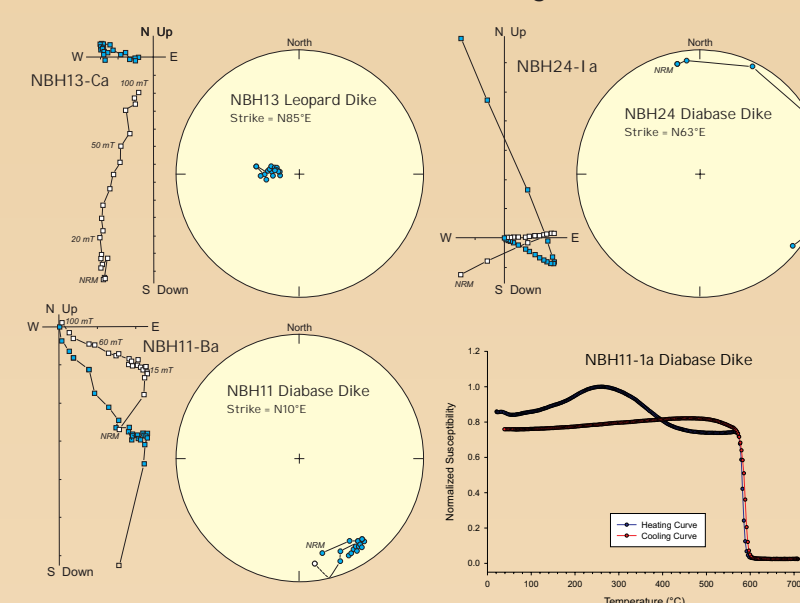 N Up
W
E
NBH13-Ca
100 mT
50 mT
20 mT
NRM
S Down
North
NBH13 Leopard Dike
Strike = N85°E
N Up
NBH24-1a
W
E
NRM
S Down
North
NRM
NBH24 Diabase Dike
Strike = N63°E
N Up
W
100 mT
E
60 mT
NBH11-Ba
15 mT
NRM
S Down
North
NBH11 Diabase Dike
Strike = N10°E
NRM
NBH11-1a Diabase Dike
Normalized Susceptibility
1.2
1.0
0.8
0.6
0.4
0.2
0.0
Heating Curve
Cooling Curve
0 100 200 300 400 500 600 700
Temperature (°C)